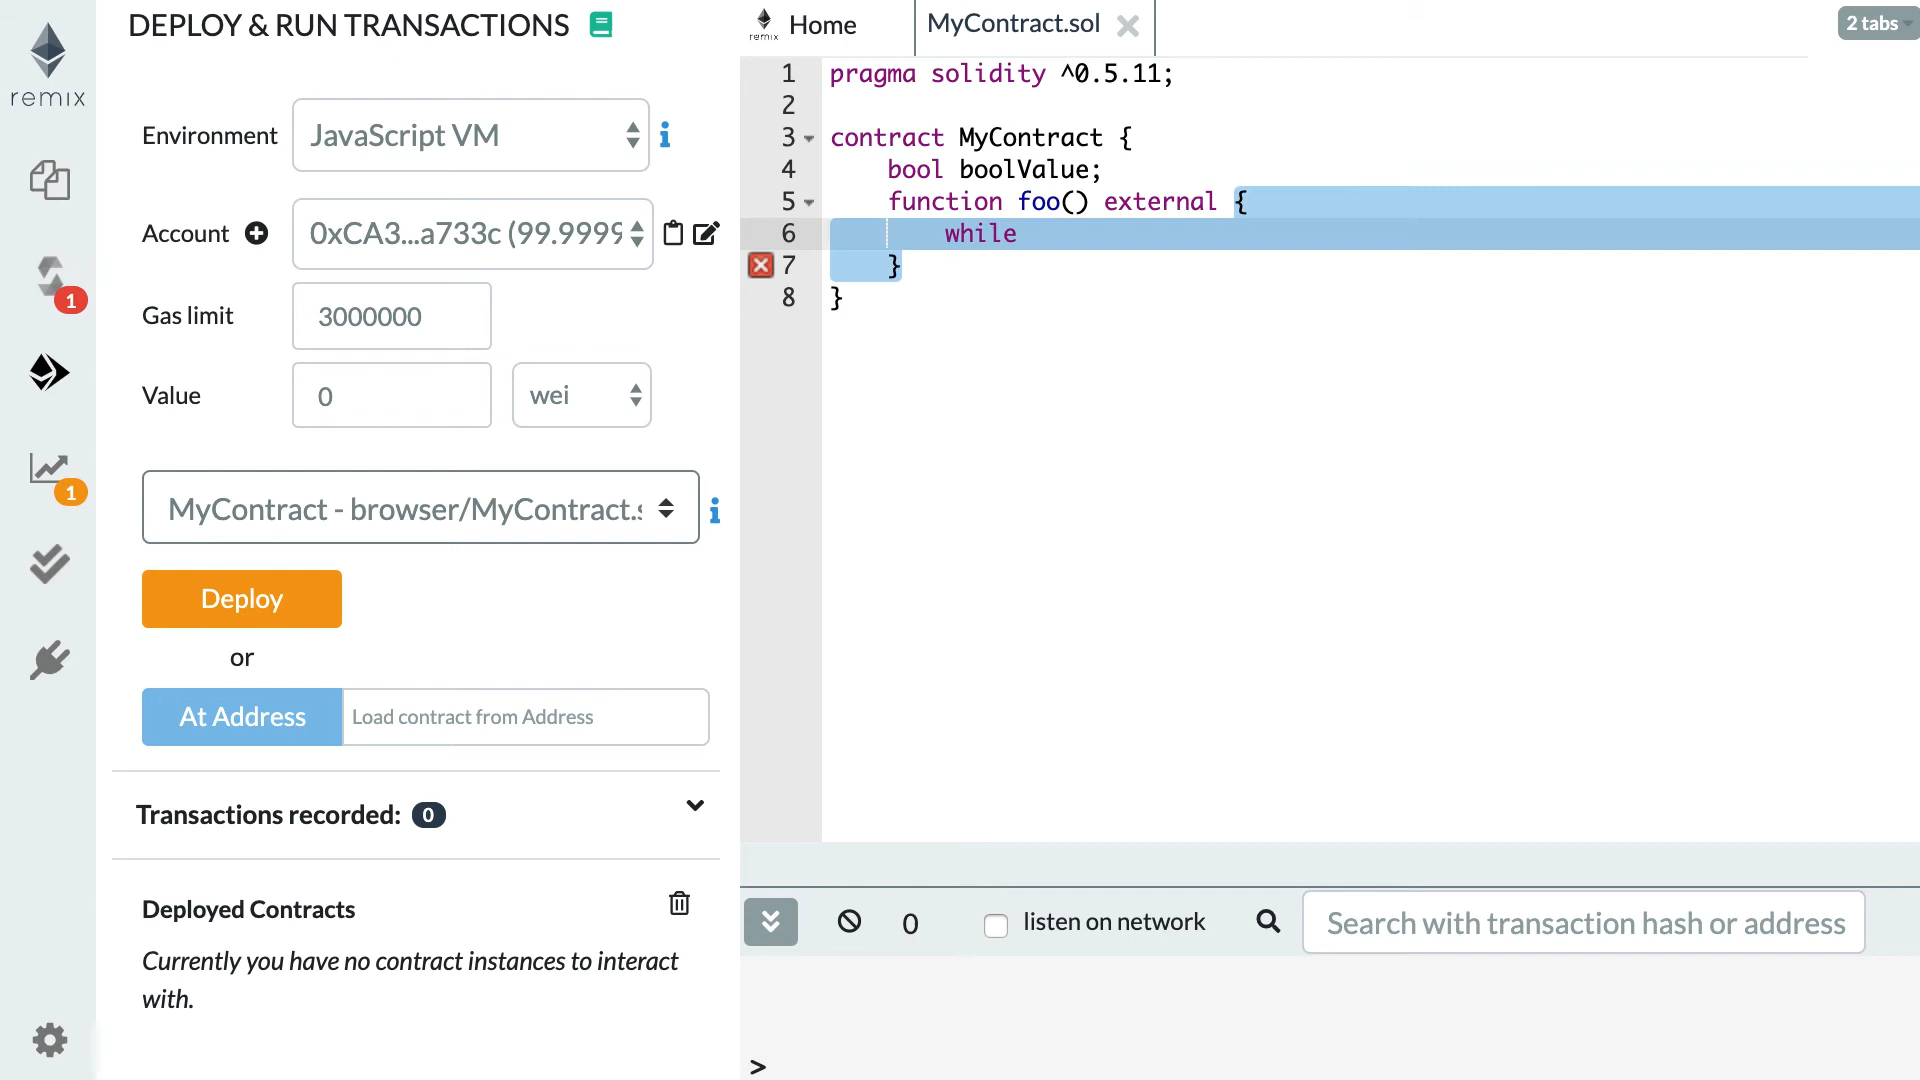 DEPLOY & RUN TRANSACTIONS
remix
Environment
JavaScript VM
Account
0xCA3...a733c (99.9999
Gas limit
3000000
Value
0
wei
1
1
MyContract - browser/MyContract.s
Deploy
or
At Address
Load contract from Address
Transactions recorded: 0
Deployed Contracts
Currently you have no contract instances to interact
with.
remix
Home
MyContract.sol
2 tabs
1 pragma solidity ^0.5.11;
2
3 contract MyContract {
4 bool boolValue;
5 function foo() external {
6 while
7 }
8 }
0
listen on network
Search with transaction hash or address
>